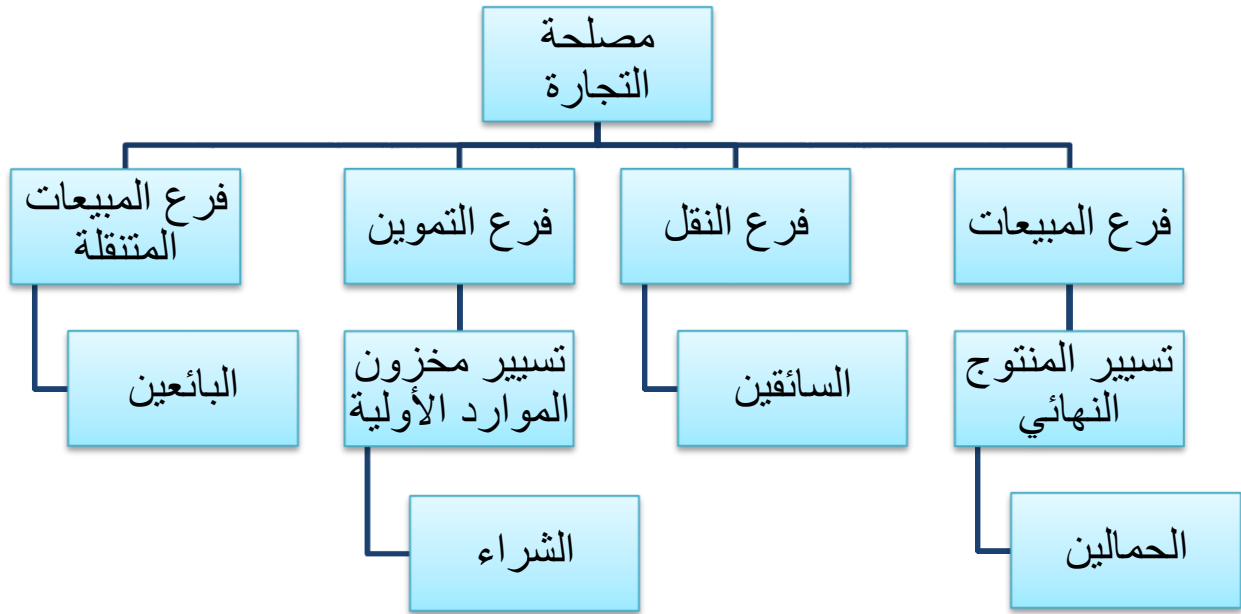 مصلحة
التجارة
فرع المبيعات
فرع النقل
فرع التموين
فرع المبيعات
المتنقلة
تسيير المنتوج
النهائي
السائقين
تسيير مخزون
الموارد الأولية
البائعين
الحمالين
الشراء